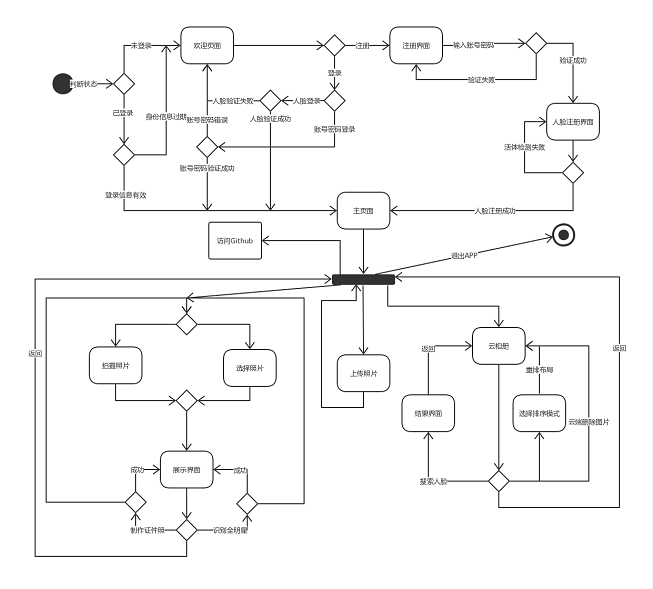 未登录
欢迎页面
注册
注册界面
输入账号密码
验证成功
验证失败
判断状态
登录
已登录
身份信息过期
账号密码错误
人脸验证失败
人脸登录
人脸验证成功
账号密码登录
人脸注册界面
活体检测失败
账号密码验证成功
登录信息有效
主页面
人脸注册成功
访问Github
退出APP
返回
扫面照片
选择照片
上传照片
返回
云相册
重排布局
返回
结果界面
选择排序模式
云端删除图片
搜索人脸
成功
展示界面
成功
制作证件照
识别全明星